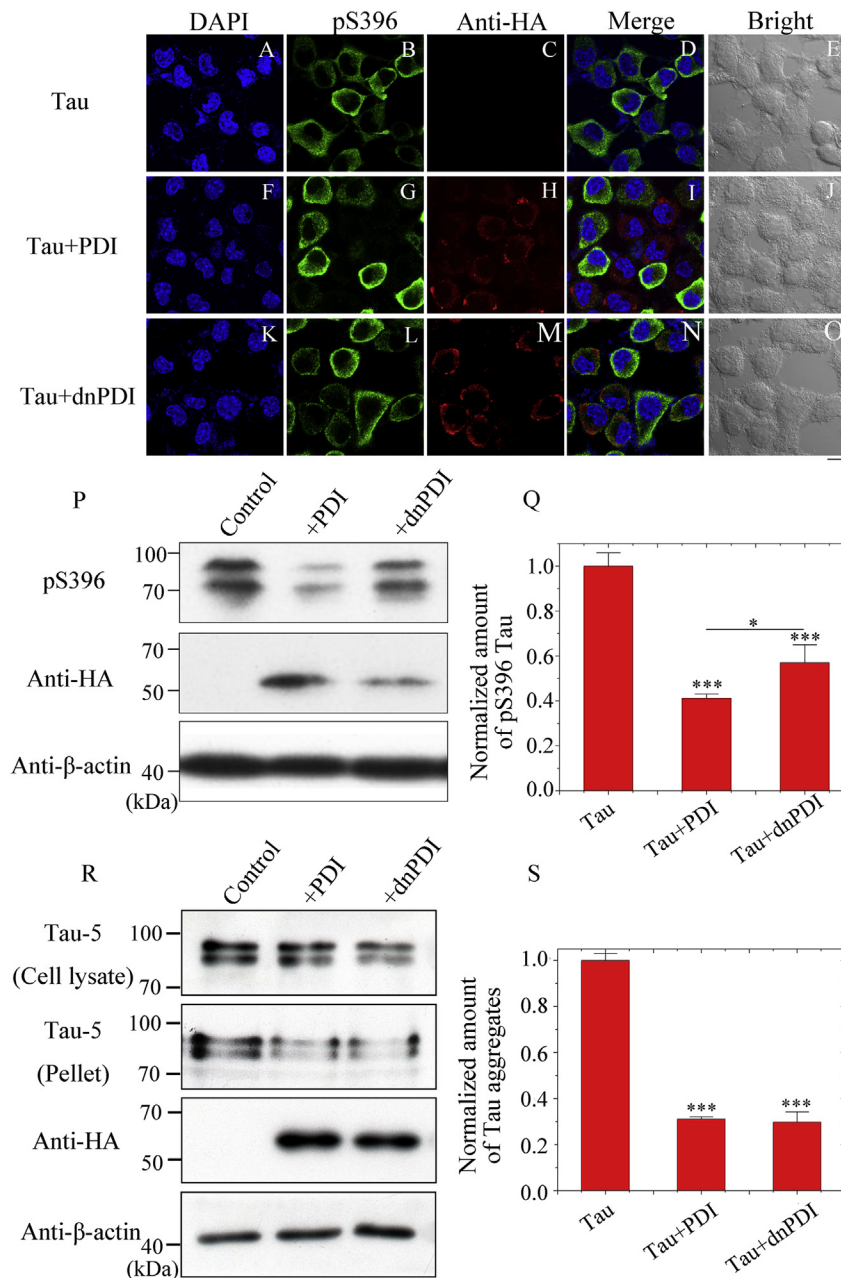 DAPI pS396 Anti-HA Merge Bright
Tau A B C D E
Tau+PDI F G H I J
Tau+dnPDI K L M N O
P Control +PDI +dnPDI
pS396 100 70
Anti-HA 70 50
Anti-β-actin 40
(kDa)
Q
Normalized amount
of pS396 Tau
1.0
0.8
0.6
0.4
0.2
0.0
*
***
***
Tau Tau+PDI Tau+dnPDI
R Control +PDI +dnPDI
Tau-5 100
(Cell lysate) 70
Tau-5 100
(Pellet) 70
Anti-HA 70 50
Anti-β-actin 40
(kDa)
S
Normalized amount
of Tau aggregates
1.0
0.8
0.6
0.4
0.2
0.0
*** ***
Tau Tau+PDI Tau+dnPDI